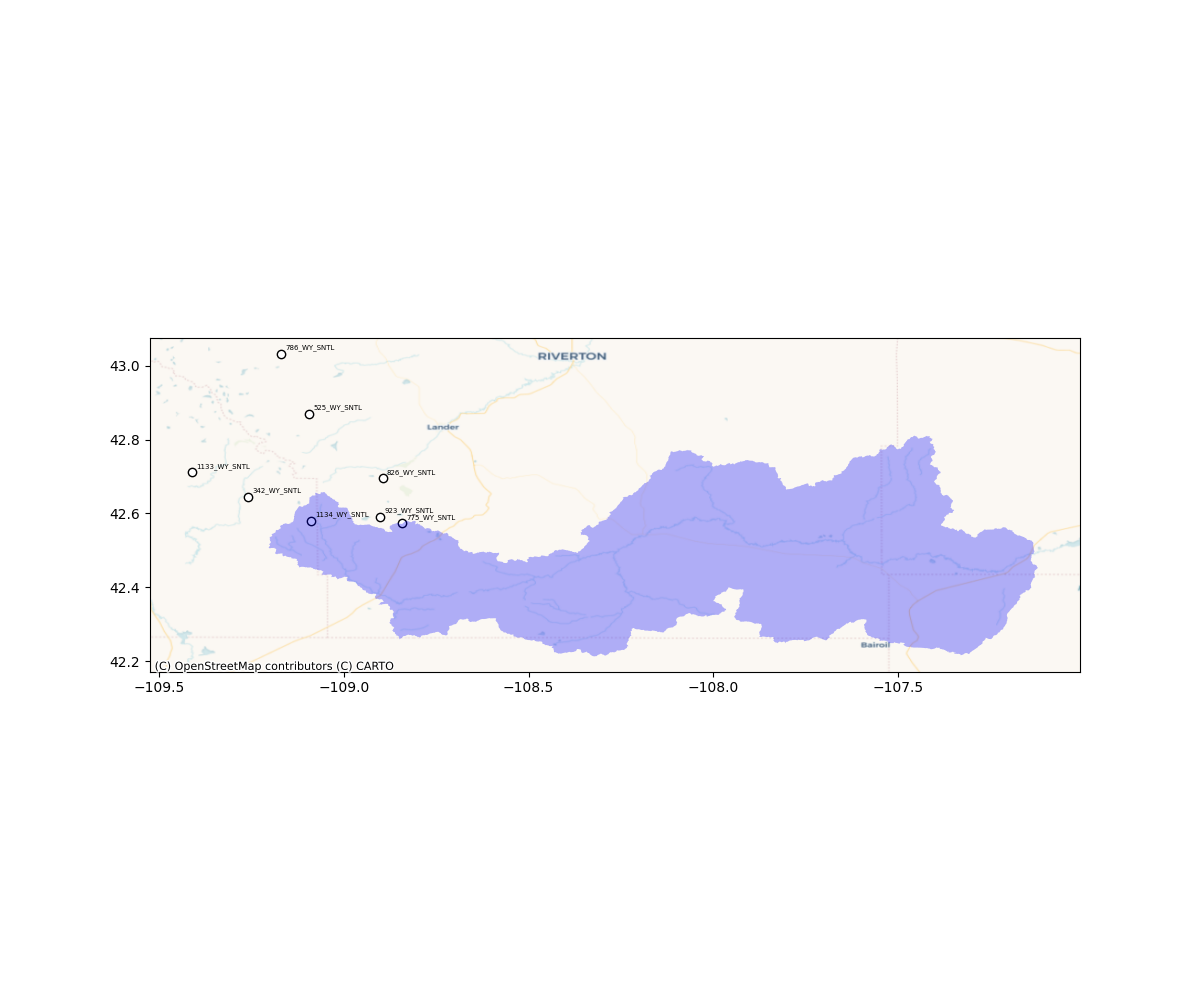 786_WY_SNTL
RIVERTON
43.0
525_WY_SNTL
Lander
42.8
1133_WY_SNTL
826_WY_SNTL
342_WY_SNTL
42.6
923_WY_SNTL
1134_WY_SNTL
775_WY_SNTL
42.4
Bairoil
42.2
(C) OpenStreetMap contributors (C) CARTO
−109.5
−109.0
−108.5
−108.0
−107.5